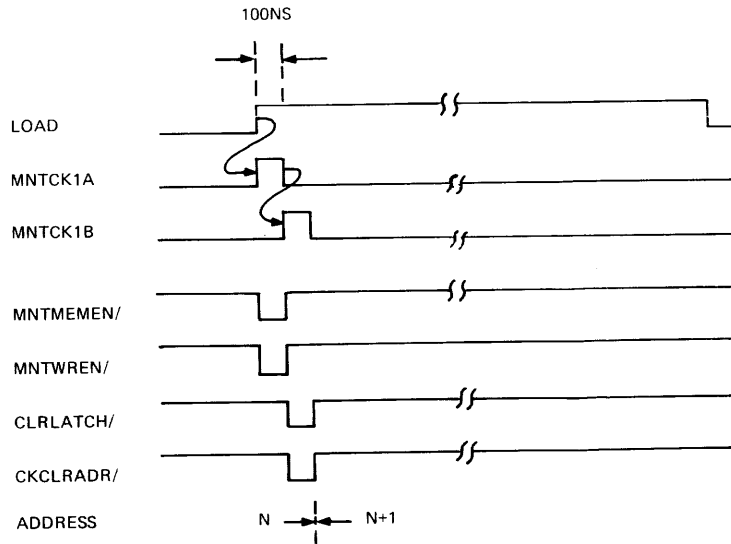 100NS
LOAD
MNTCK1A
MNTCK1B
MNTMEMEN/
MNTWREN/
CLRLATCH/
CKCLRADR/
ADDRESS N N+1